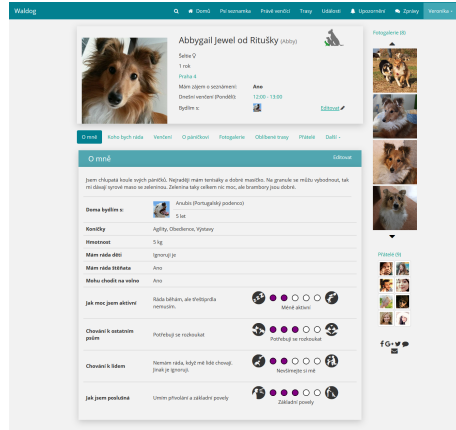 Waldog
Domů Psí seznamka Právě venčící Trasy Události Upozornění Zprávy Veronika
Abbygail Jewel od Ritušky (Abby)
Šeltie
1 rok
Praha 4
Mám zájem o seznámení: Ano
Dnešní venčení (Pondělí): 12:00 - 13:00
Bydlím s: Editovat
Fotogalerie (8)
O mně Koho bych ráda Venčení O páníčkovi Fotogalerie Oblíbené trasy Přátelé Další
O mně Editovat
Jsem chlupatá koule svých páníčků. Nejraději mám tenisáky a dobré masíčko. Na granule se můžu vybodnout, tak
mi dávají syrové maso se zeleninou. Zelenina taky celkem nic moc, ale brambory jsou dobré.
Doma bydlím s: Anubis (Portugalský podenco)
5 let
Koníčky Agility, Obedience, Výstavy
Hmotnost 5 kg
Mám ráda děti Ignoruji je
Mám ráda štěňata Ano
Mohu chodit na volno Ano
Jak moc jsem aktivní Ráda běhám, ale třeštiprdla
nemusím.
Méně aktivní
Chování k ostatním
psům
Potřebuji se rozkoukat
Potřebuji se rozkoukat
Chování k lidem Nemám ráda, když mě lidé chovají.
Jinak je ignoruji.
Nevšímejte si mě
Jak jsem poslušná Umím přivolání a základní povely
Základní povely
Přátelé (9)